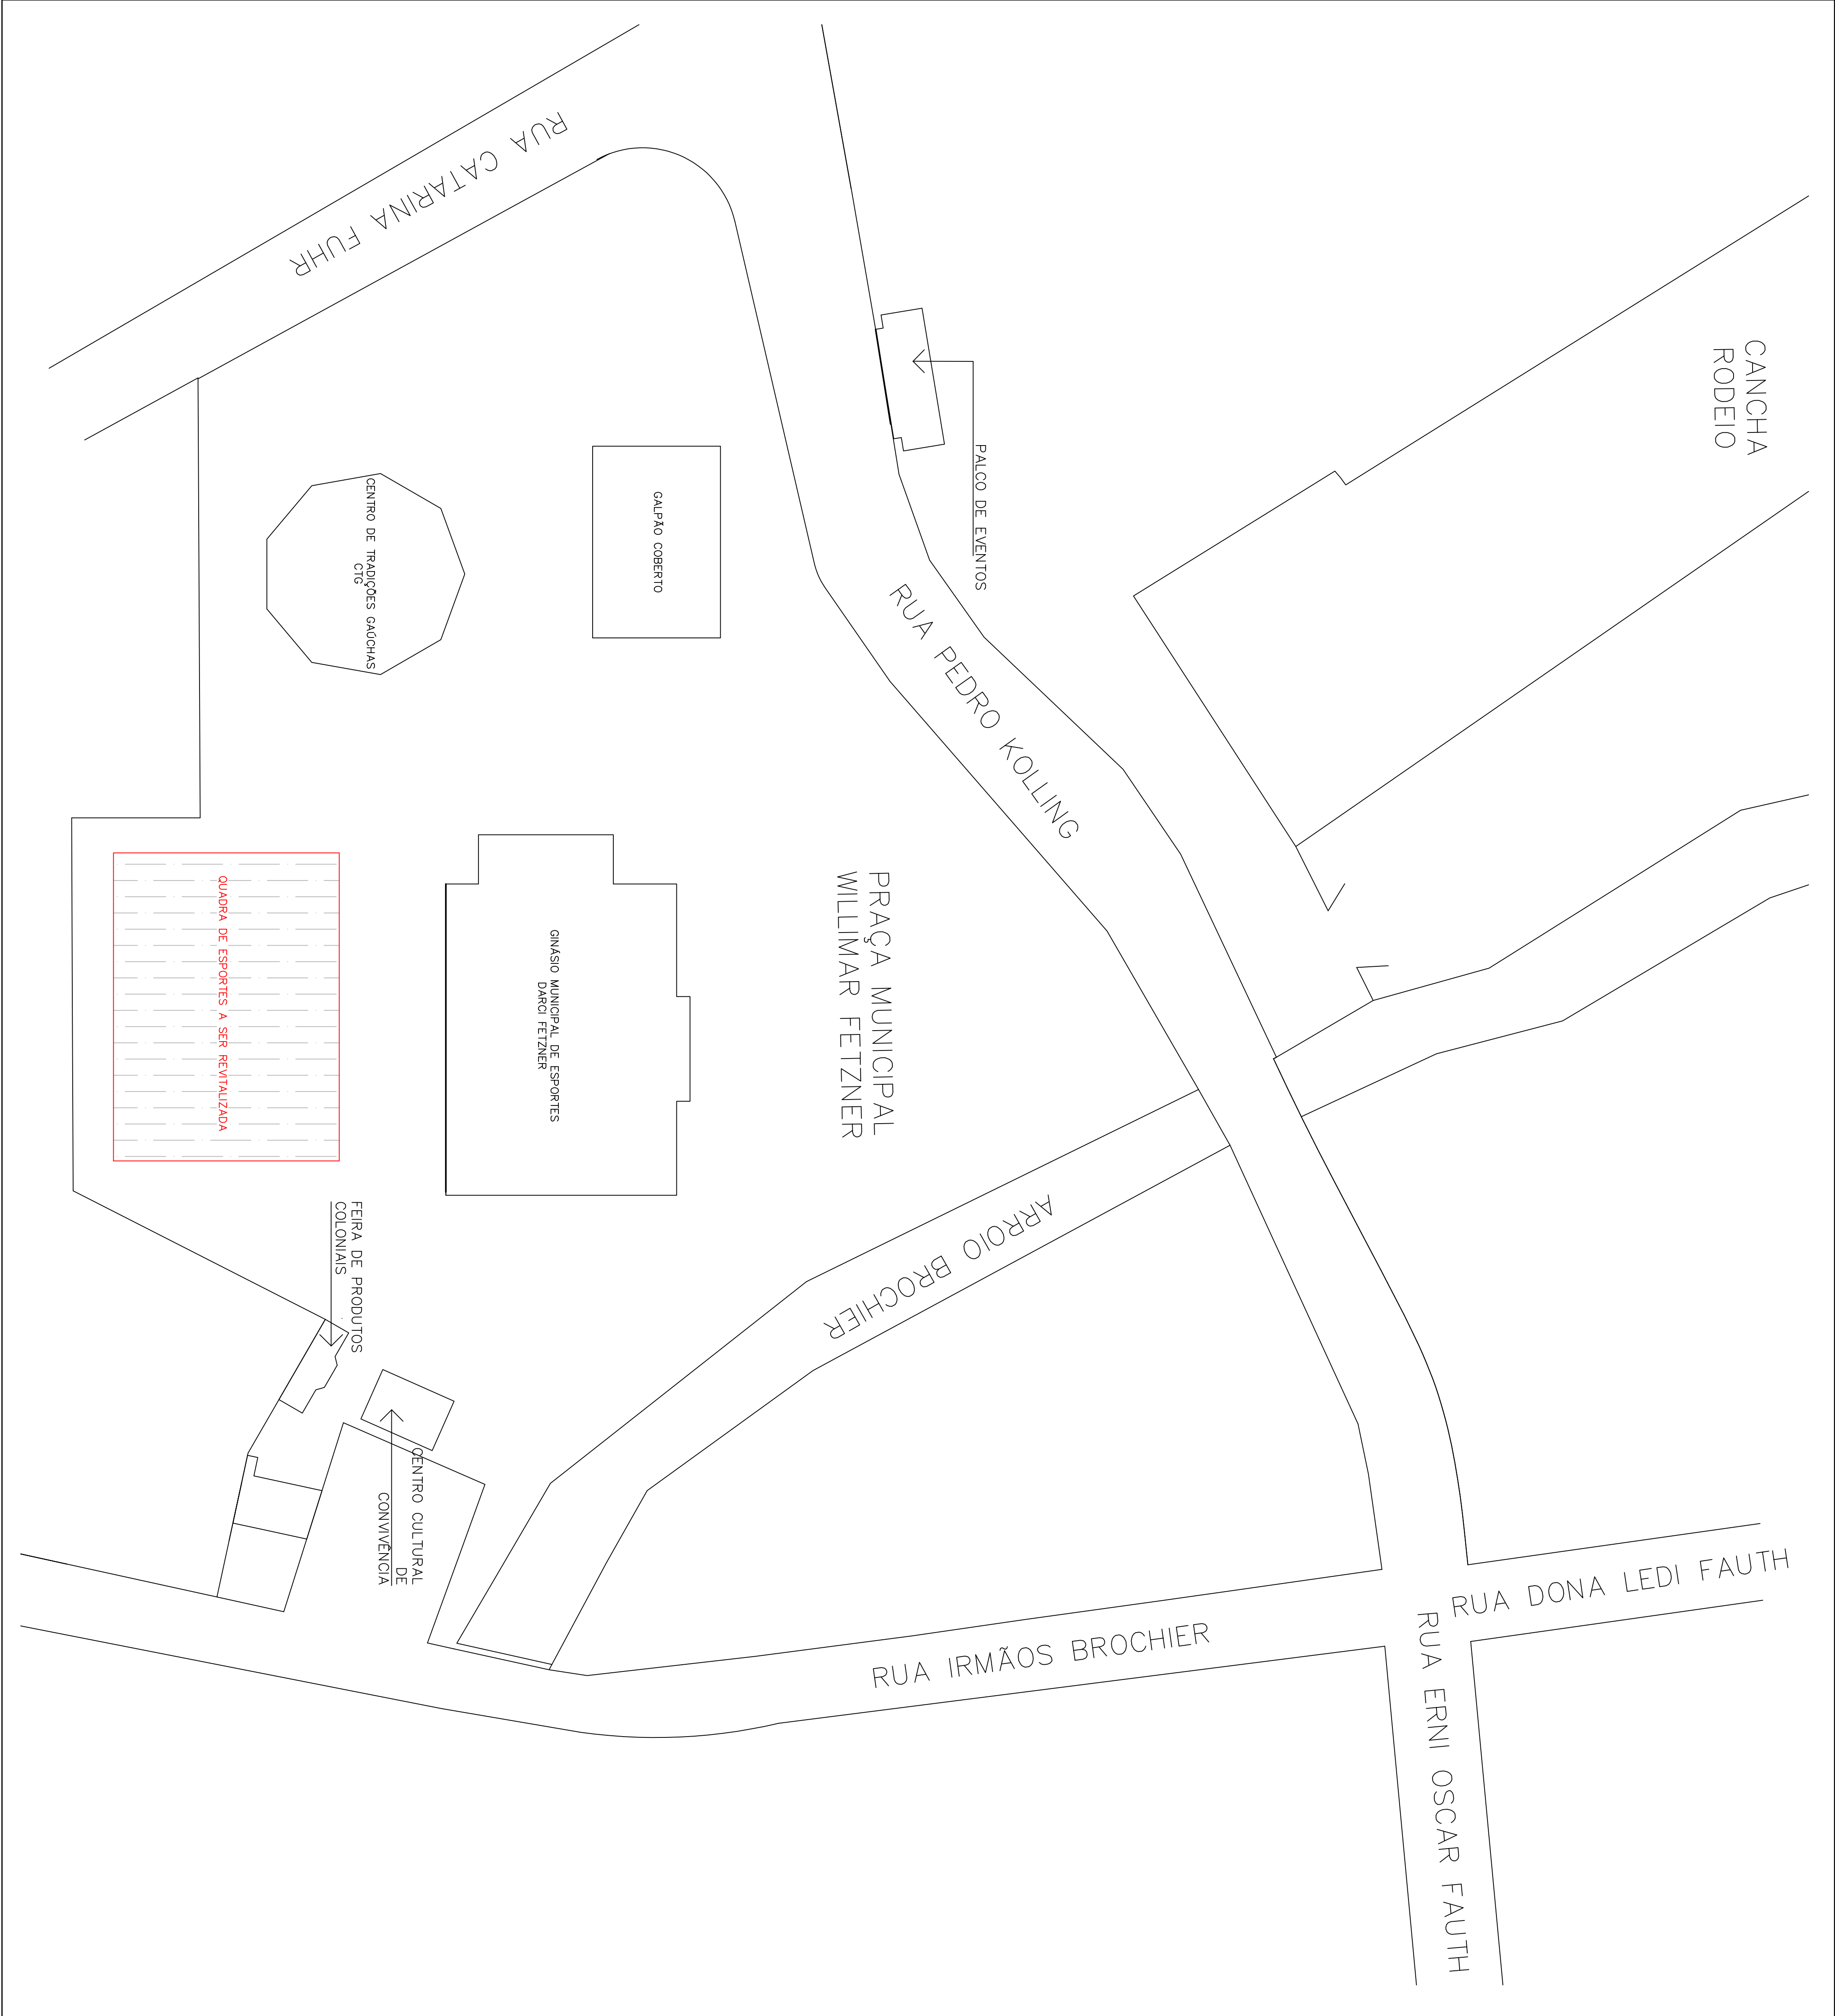 CANCHA
RODEIO
PALCO DE EVENTOS
RUA CATARINA FUHR
GALPÃO COBERTO
CENTRO DE TRADIÇÕES GAÚCHAS
CTG
RUA PEDRO KOLLING
PRAÇA MUNICIPAL
WILLIMAR FETZNER
GINÁSIO MUNICIPAL DE ESPORTES
DARCI FETZNER
QUADRA DE ESPORTES A SER REVITALIZADA
ARROIO BROCHIER
FEIRA DE PRODUTOS
COLONIAIS
CENTRO CULTURAL
DE
CONVIVÊNCIA
RUA DONA LEDI FAUTH
RUA IRMÃOS BROCHIER
RUA ERNI OSCAR FAUTH